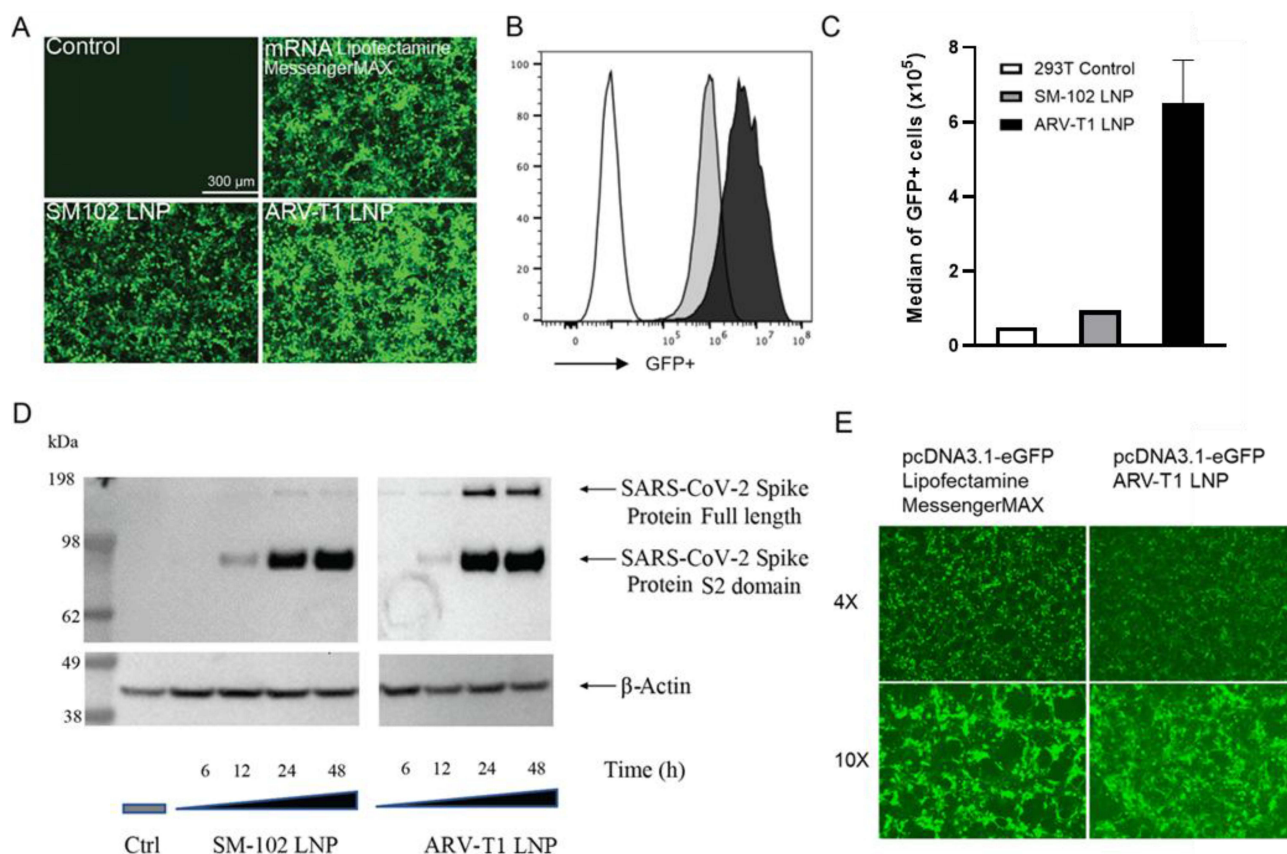 A
Control
mRNA Lipofectamine
MessengerMAX
300 µm
SM102 LNP
ARV-T1 LNP
B
100
80
60
40
20
0
0
10^5
10^6
10^7
10^8
GFP+
C
Median of GFP+ cells (x10^5)
8
6
4
2
0
293T Control
SM-102 LNP
ARV-T1 LNP
D
kDa
198
98
62
49
38
SARS-CoV-2 Spike
Protein Full length
SARS-CoV-2 Spike
Protein S2 domain
β-Actin
6 12 24 48 6 12 24 48 Time (h)
Ctrl SM-102 LNP ARV-T1 LNP
E
pcDNA3.1-eGFP
Lipofectamine
MessengerMAX
pcDNA3.1-eGFP
ARV-T1 LNP
4X
10X